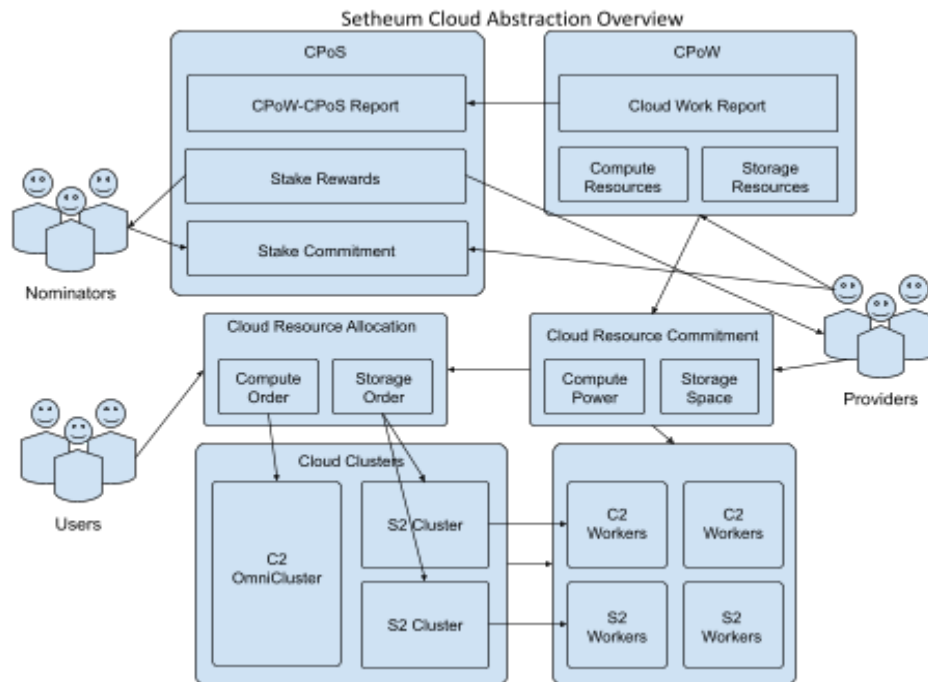 Setheum Cloud Abstraction Overview
CPoS
CPoW
CPoW-CPoS Report
Cloud Work Report
Stake Rewards
Compute
Resources
Storage
Resources
Stake Commitment
Nominators
Cloud Resource Allocation
Cloud Resource Commitment
Compute
Order
Storage
Order
Compute
Power
Storage
Space
Providers
Users
Cloud Clusters
C2
OmniCluster
S2 Cluster
S2 Cluster
C2
Workers
C2
Workers
S2
Workers
S2
Workers